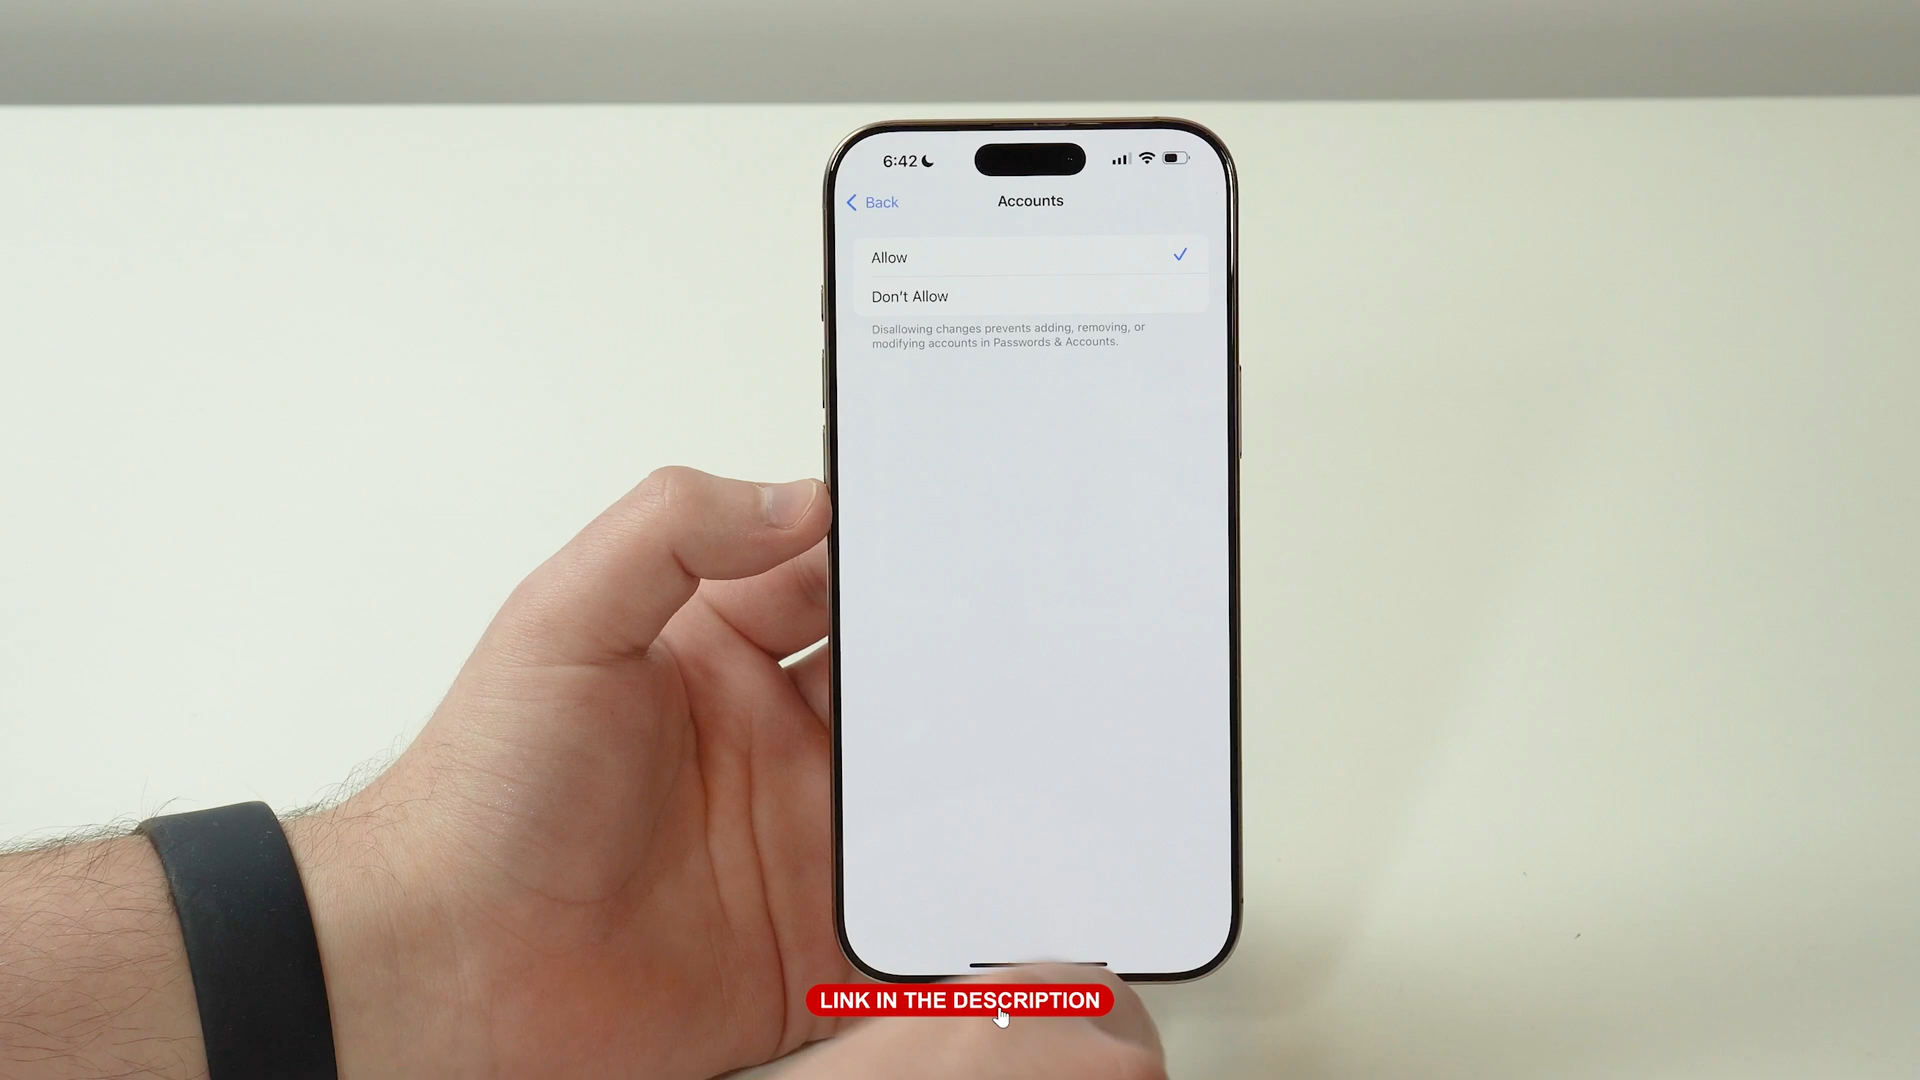 6:42
Back
Accounts
Allow
Don't Allow
Disallowing changes prevents adding, removing, or
modifying accounts in Passwords & Accounts.
LINK IN THE DESCRIPTION